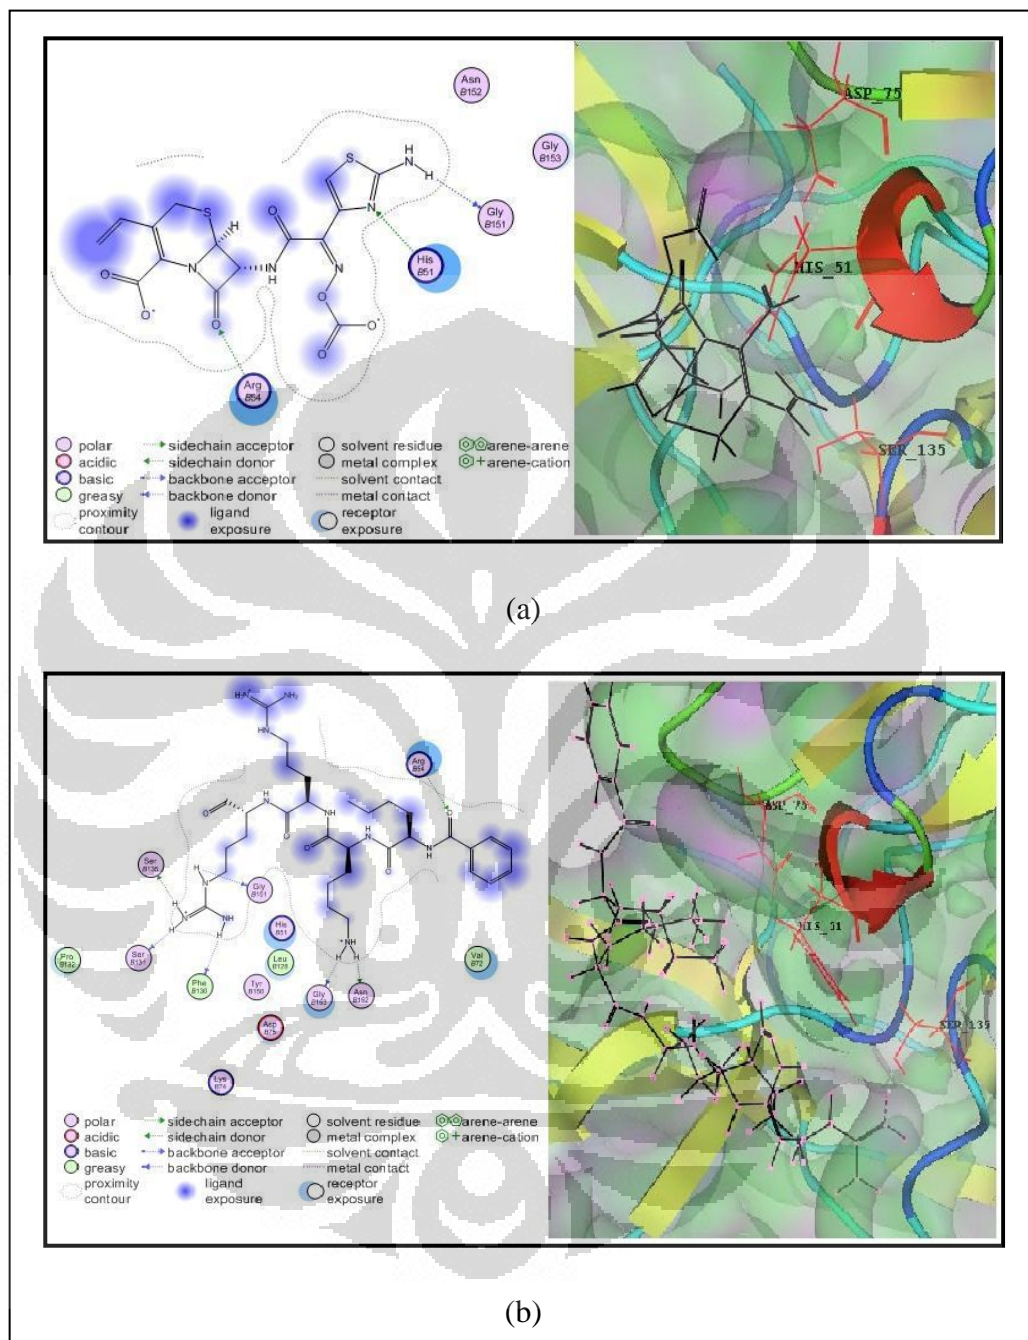 Asn
B152
Gly
B153
S
H
N
H
Gly
B151
N
His
B51
S
H
O
O
N
N
H
N
H
O
O
O
O
O
O
Arg
B54
polar
acidic
basic
greasy
proximity
contour
sidechain acceptor
sidechain donor
backbone acceptor
backbone donor
ligand
exposure
solvent residue
metal complex
solvent contact
metal contact
receptor
exposure
arene-arene
arene-cation
ASP_75
HIS_51
SER_135
(a)
Arg
B54
Ser
Gly
B151
His
B51
Pro
Ser
Leu
Phe
Tyr
Gly
Asn
Val
B72
Asp
B75
Lys
B74
polar
acidic
basic
greasy
proximity
contour
sidechain acceptor
sidechain donor
backbone acceptor
backbone donor
ligand
exposure
solvent residue
metal complex
solvent contact
metal contact
receptor
exposure
arene-arene
arene-cation
ASP_75
HIS_51
SER_135
(b)